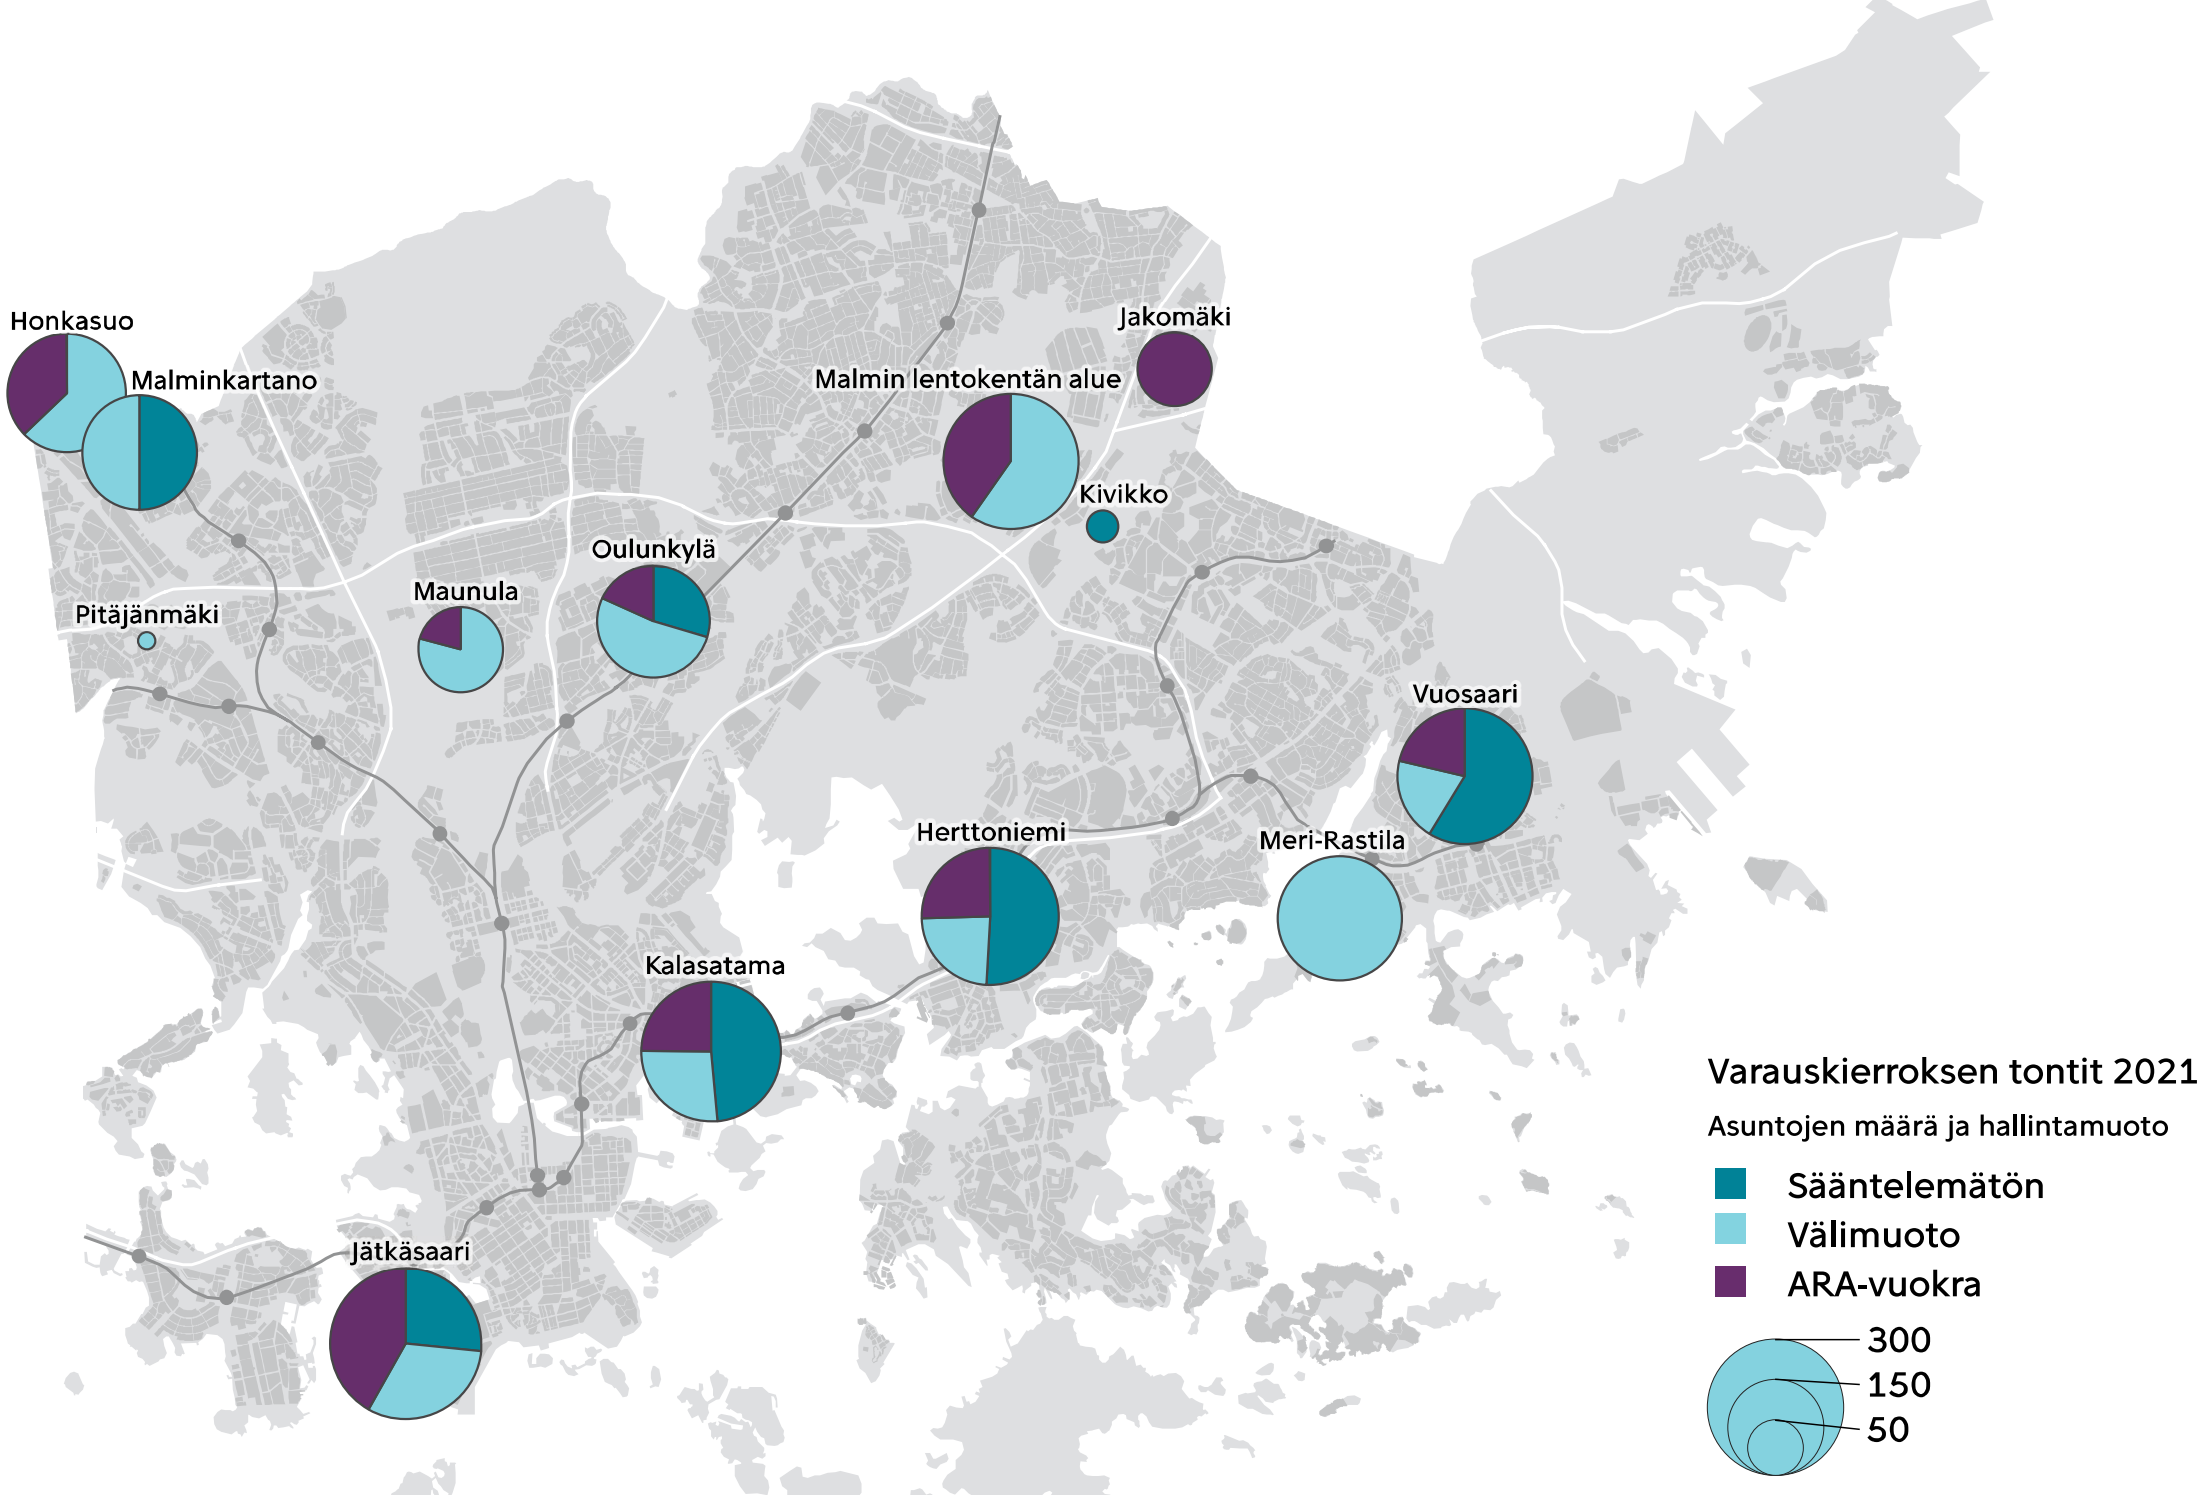 Honkasuo
Malminkartano
Jakomäki
Malmin lentokentän alue
Kivikko
Oulunkylä
Maunula
Pitäjänmäki
Vuosaari
Herttoniemi
Meri-Rastila
Kalasatama
Jätkäsaari
Varauskierroksen tontit 2021
Asuntojen määrä ja hallintamuoto
Sääntelemätön
Välimuoto
ARA-vuokra
300
150
50